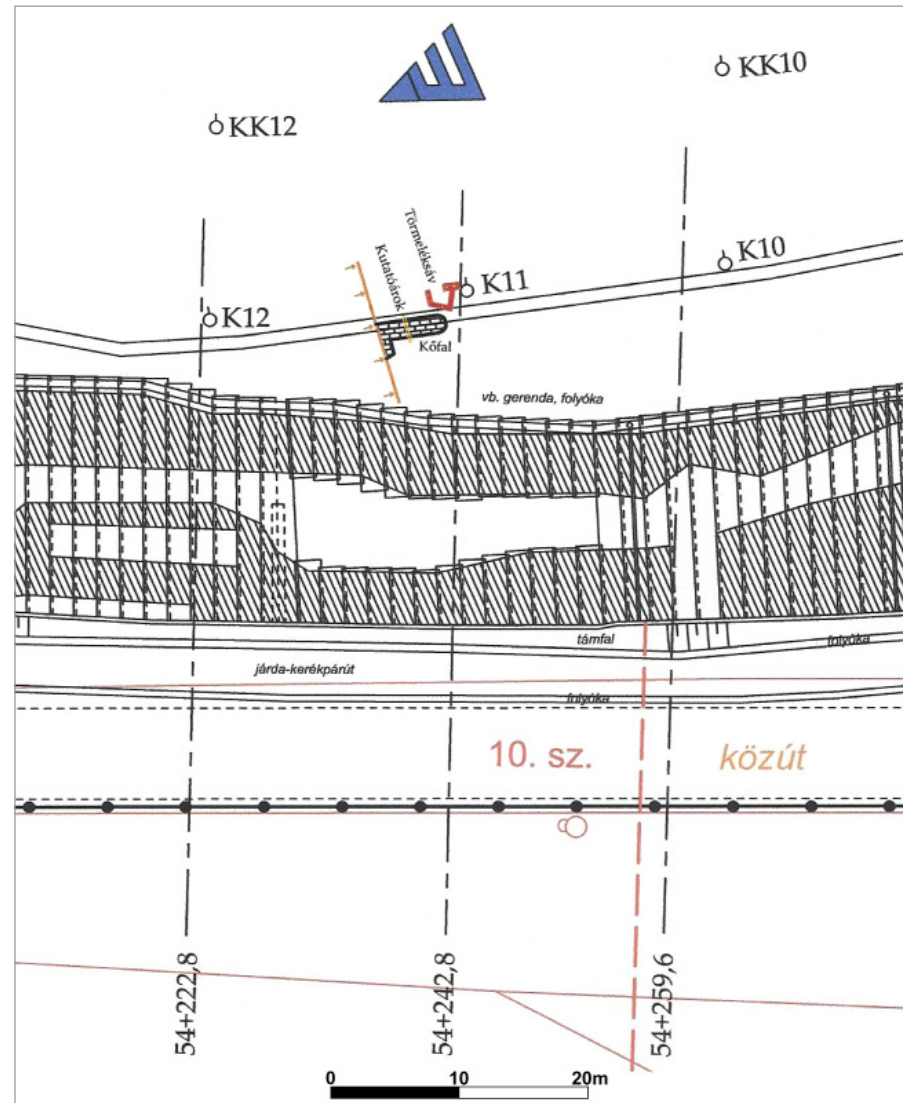 KK10
KK12
Törmeléksáv
Kutatóárok
K10
K11
K12
Kőfal
vb. gerenda, folyóka
támfal
folyóka
járda-kerékpárút
folyóka
10. sz.
közút
54+222,8
54+242,8
54+259,6
0
10
20m